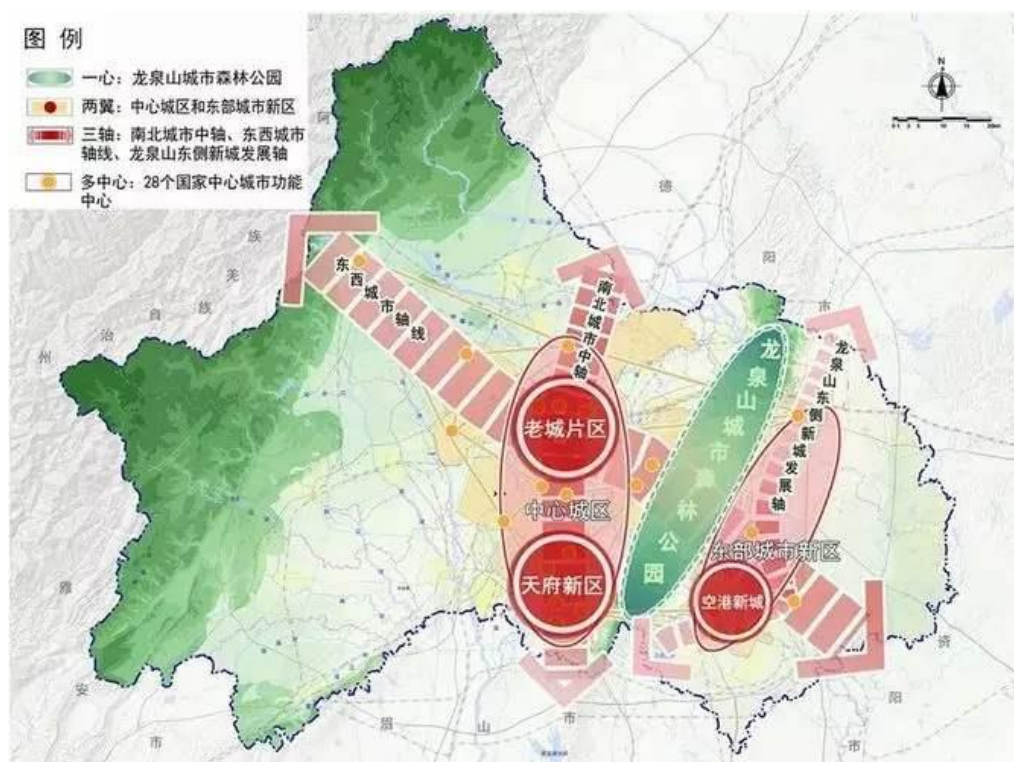 图 例
一心：龙泉山城市森林公园
两翼：中心城区和东部城市新区
三轴：南北城市中轴、东西城市
轴线、龙泉山东侧新城发展轴
多中心：28个国家中心城市功能
中心
N
阿
族
羌
族
自
治
州
德
阳
市
东西城市轴线
南北城市中轴
龙泉山城市森林公园
龙泉山东侧新城发展轴
老城片区
中心城区
天府新区
东部城市新区
空港新城
雅
安
市
眉
山
市
资
阳
市